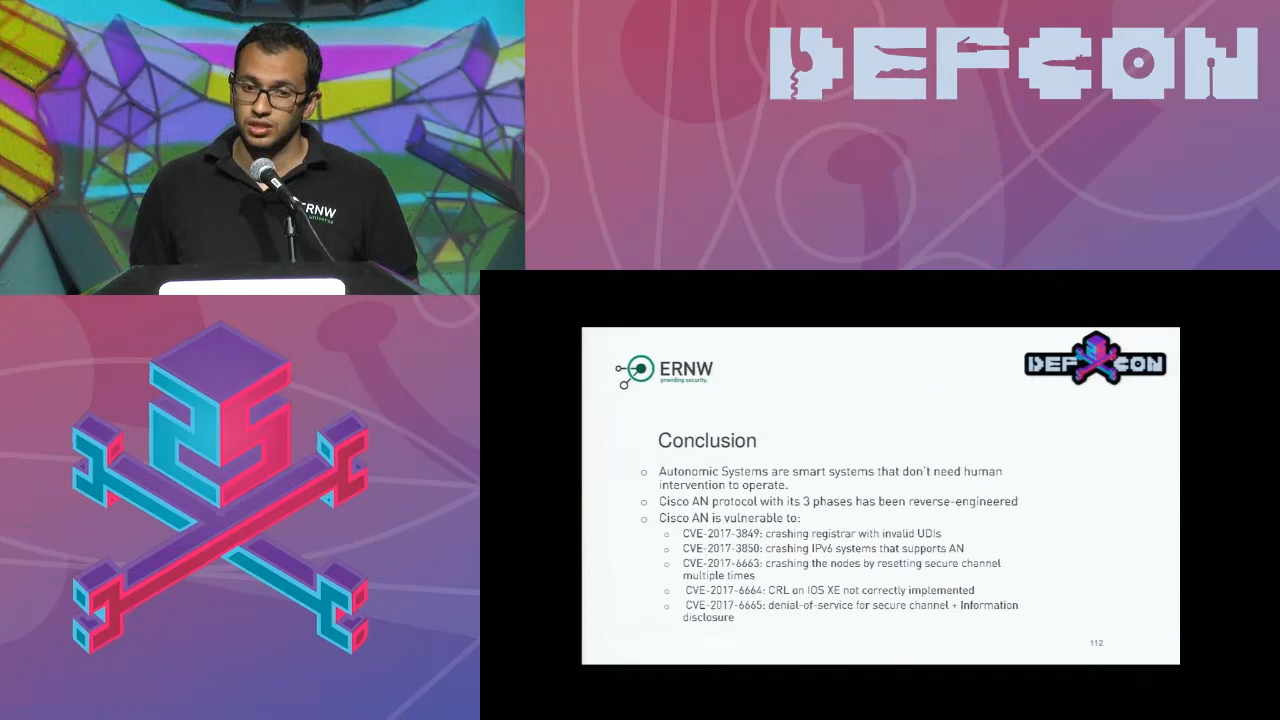 DEFCON
ERNW
universe
ERNW
providing security.
DEF CON
Conclusion
Autonomic Systems are smart systems that don't need human
intervention to operate.
Cisco AN protocol with its 3 phases has been reverse-engineered
Cisco AN is vulnerable to:
CVE-2017-3849: crashing registrar with invalid UDIs
CVE-2017-3850: crashing IPv6 systems that supports AN
CVE-2017-6663: crashing the nodes by resetting secure channel
multiple times
CVE-2017-6664: CRL on IOS XE not correctly implemented
CVE-2017-6665: denial-of-service for secure channel + Information
disclosure
112